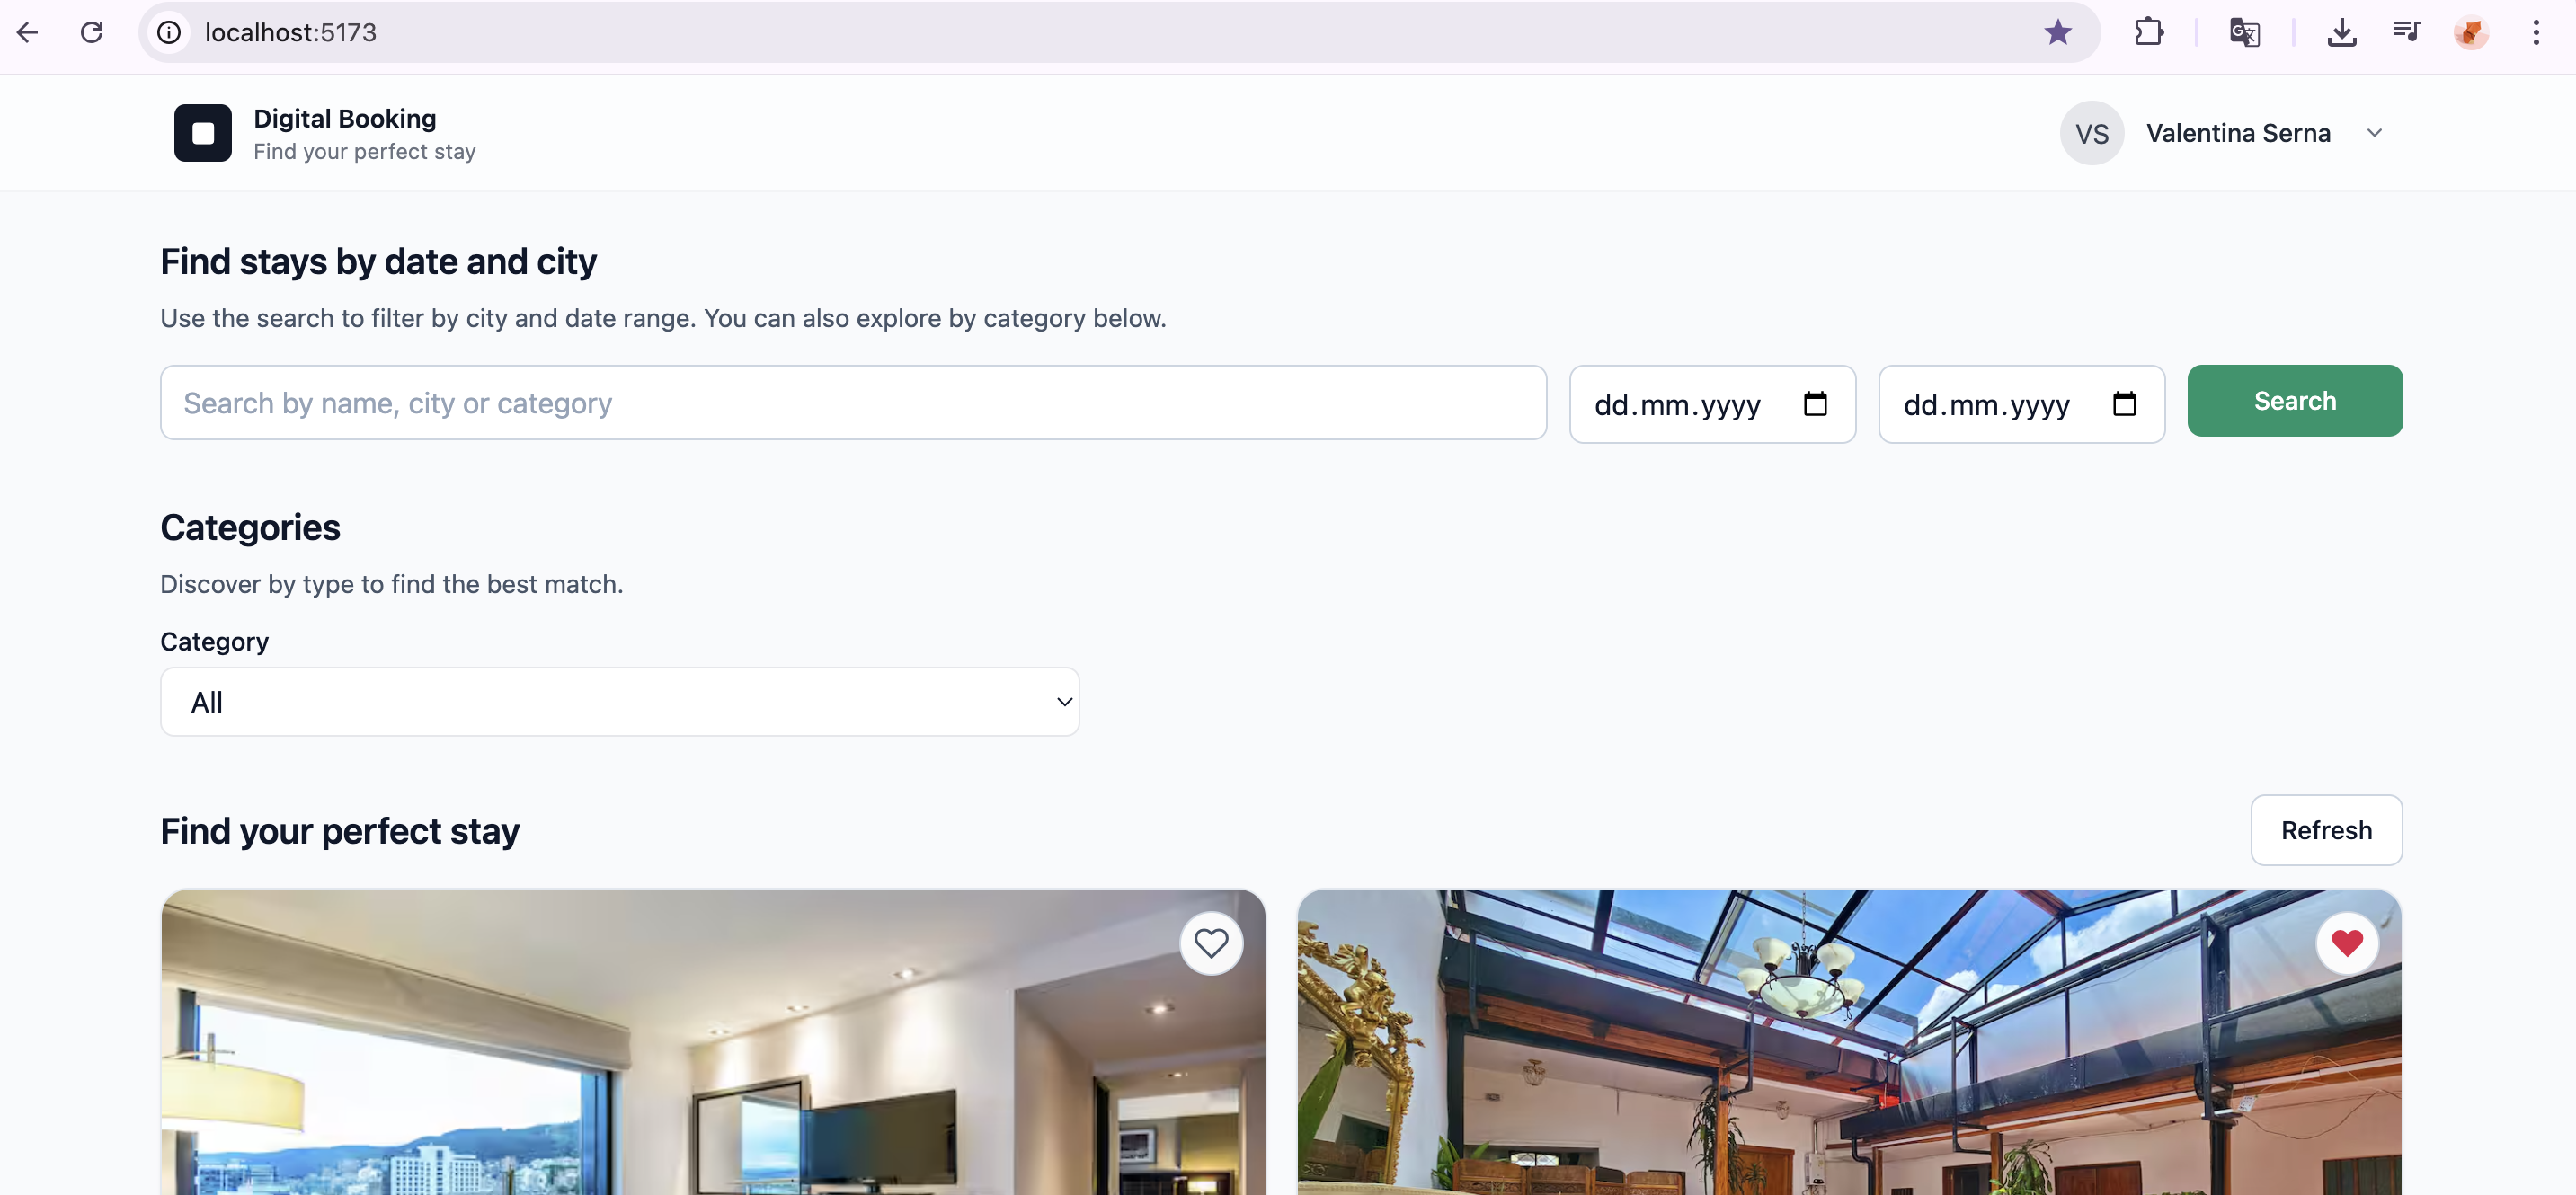 localhost:5173
Digital Booking
Find your perfect stay
VS Valentina Serna
Find stays by date and city
Use the search to filter by city and date range. You can also explore by category below.
Search by name, city or category dd.mm.yyyy dd.mm.yyyy Search
Categories
Discover by type to find the best match.
Category
All
Find your perfect stay Refresh